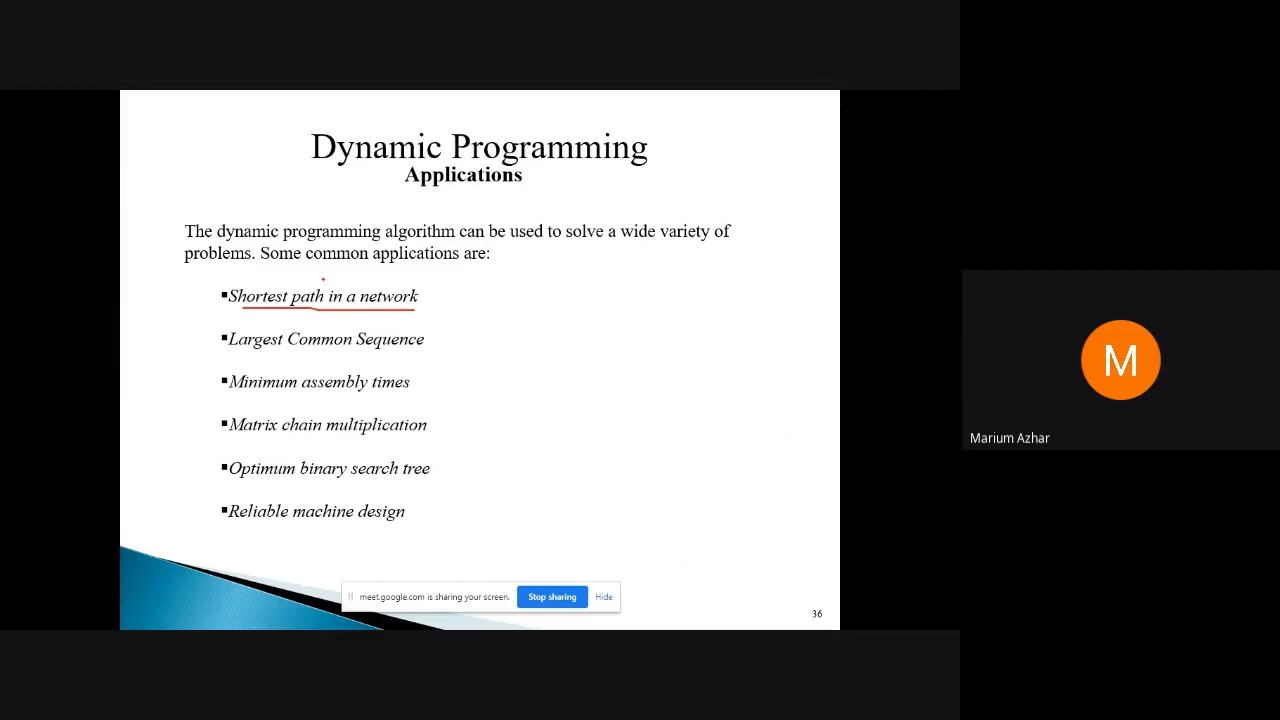 Dynamic Programming
Applications
The dynamic programming algorithm can be used to solve a wide variety of
problems. Some common applications are:
▪Shortest path in a network
▪Largest Common Sequence
▪Minimum assembly times
▪Matrix chain multiplication
▪Optimum binary search tree
▪Reliable machine design
meet.google.com is sharing your screen. Stop sharing Hide
36
M
Marium Azhar